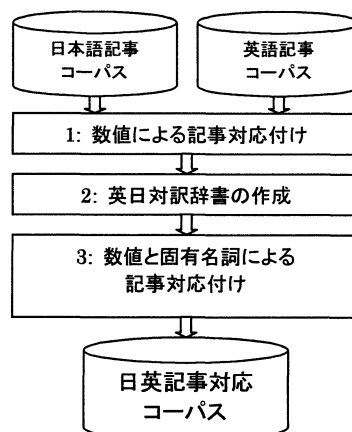 日本語記事
コーパス
英語記事
コーパス
1: 数値による記事対応付け
2: 英日対訳辞書の作成
3: 数値と固有名詞による
記事対応付け
日英記事対応
コーパス